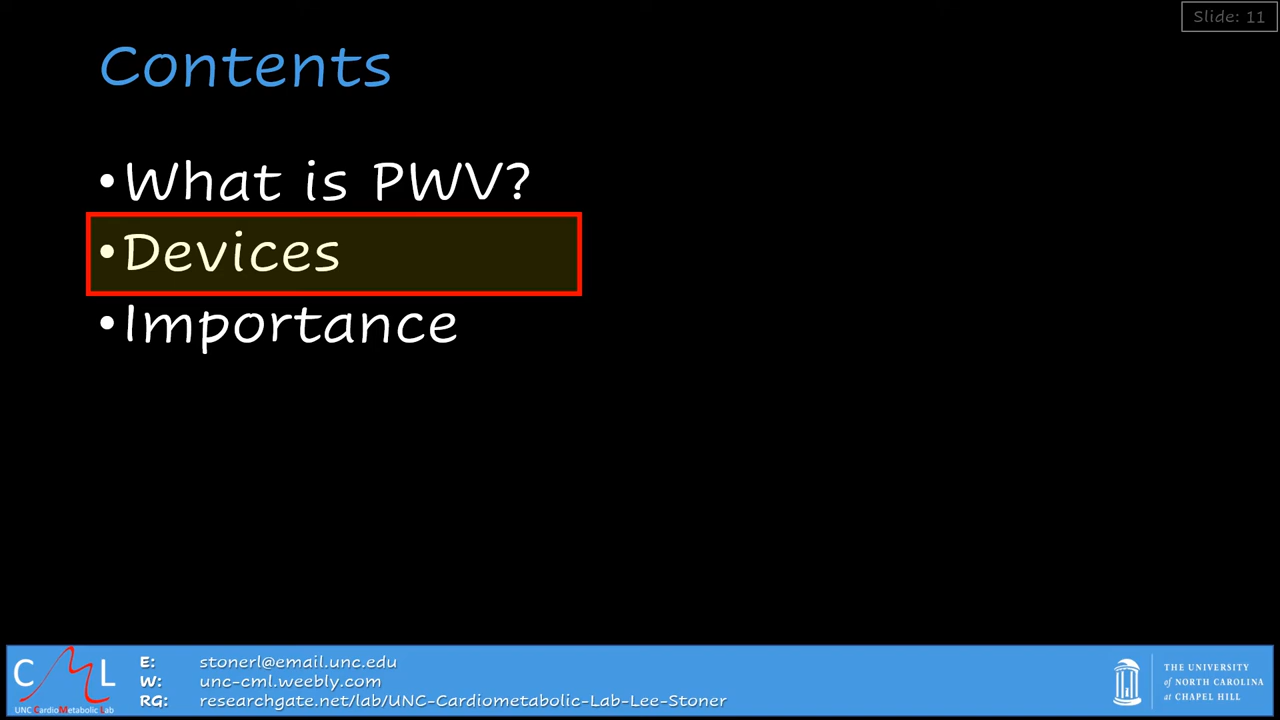 Slide: 11
Contents
•What is PWV?
•Devices
•Importance
CML
UNC CardioMetabolic Lab
E: stonerl@email.unc.edu
W: unc-cml.weebly.com
RG: researchgate.net/lab/UNC-Cardiometabolic-Lab-Lee-Stoner
THE UNIVERSITY
of NORTH CAROLINA
at CHAPEL HILL